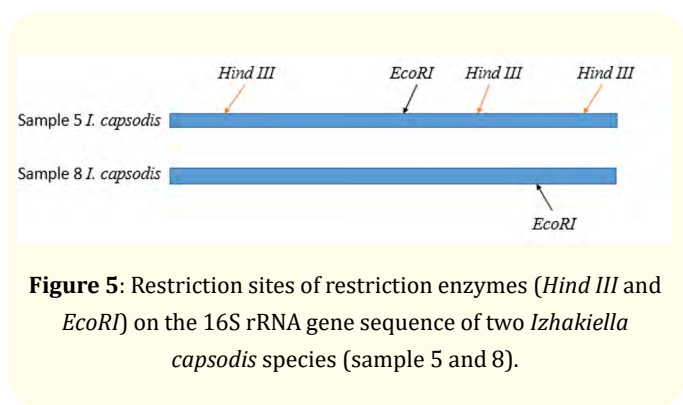 Hind III EcoRI Hind III Hind III
Sample 5 I. capsodis
Sample 8 I. capsodis
EcoRI
Figure 5: Restriction sites of restriction enzymes (Hind III and
EcoRI) on the 16S rRNA gene sequence of two Izhakiella
capsodis species (sample 5 and 8).